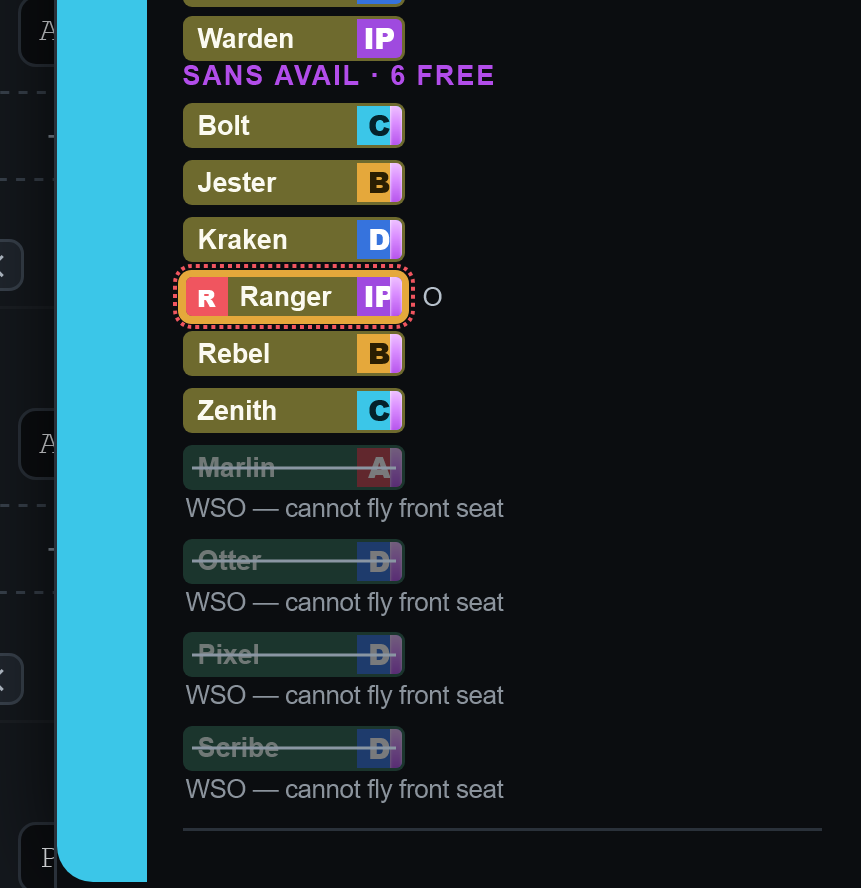 Warden IP
SANS AVAIL · 6 FREE
Bolt C
Jester B
Kraken D
R Ranger IP O
Rebel B
Zenith C
Marlin A
WSO — cannot fly front seat
Otter D
WSO — cannot fly front seat
Pixel D
WSO — cannot fly front seat
Scribe D
WSO — cannot fly front seat